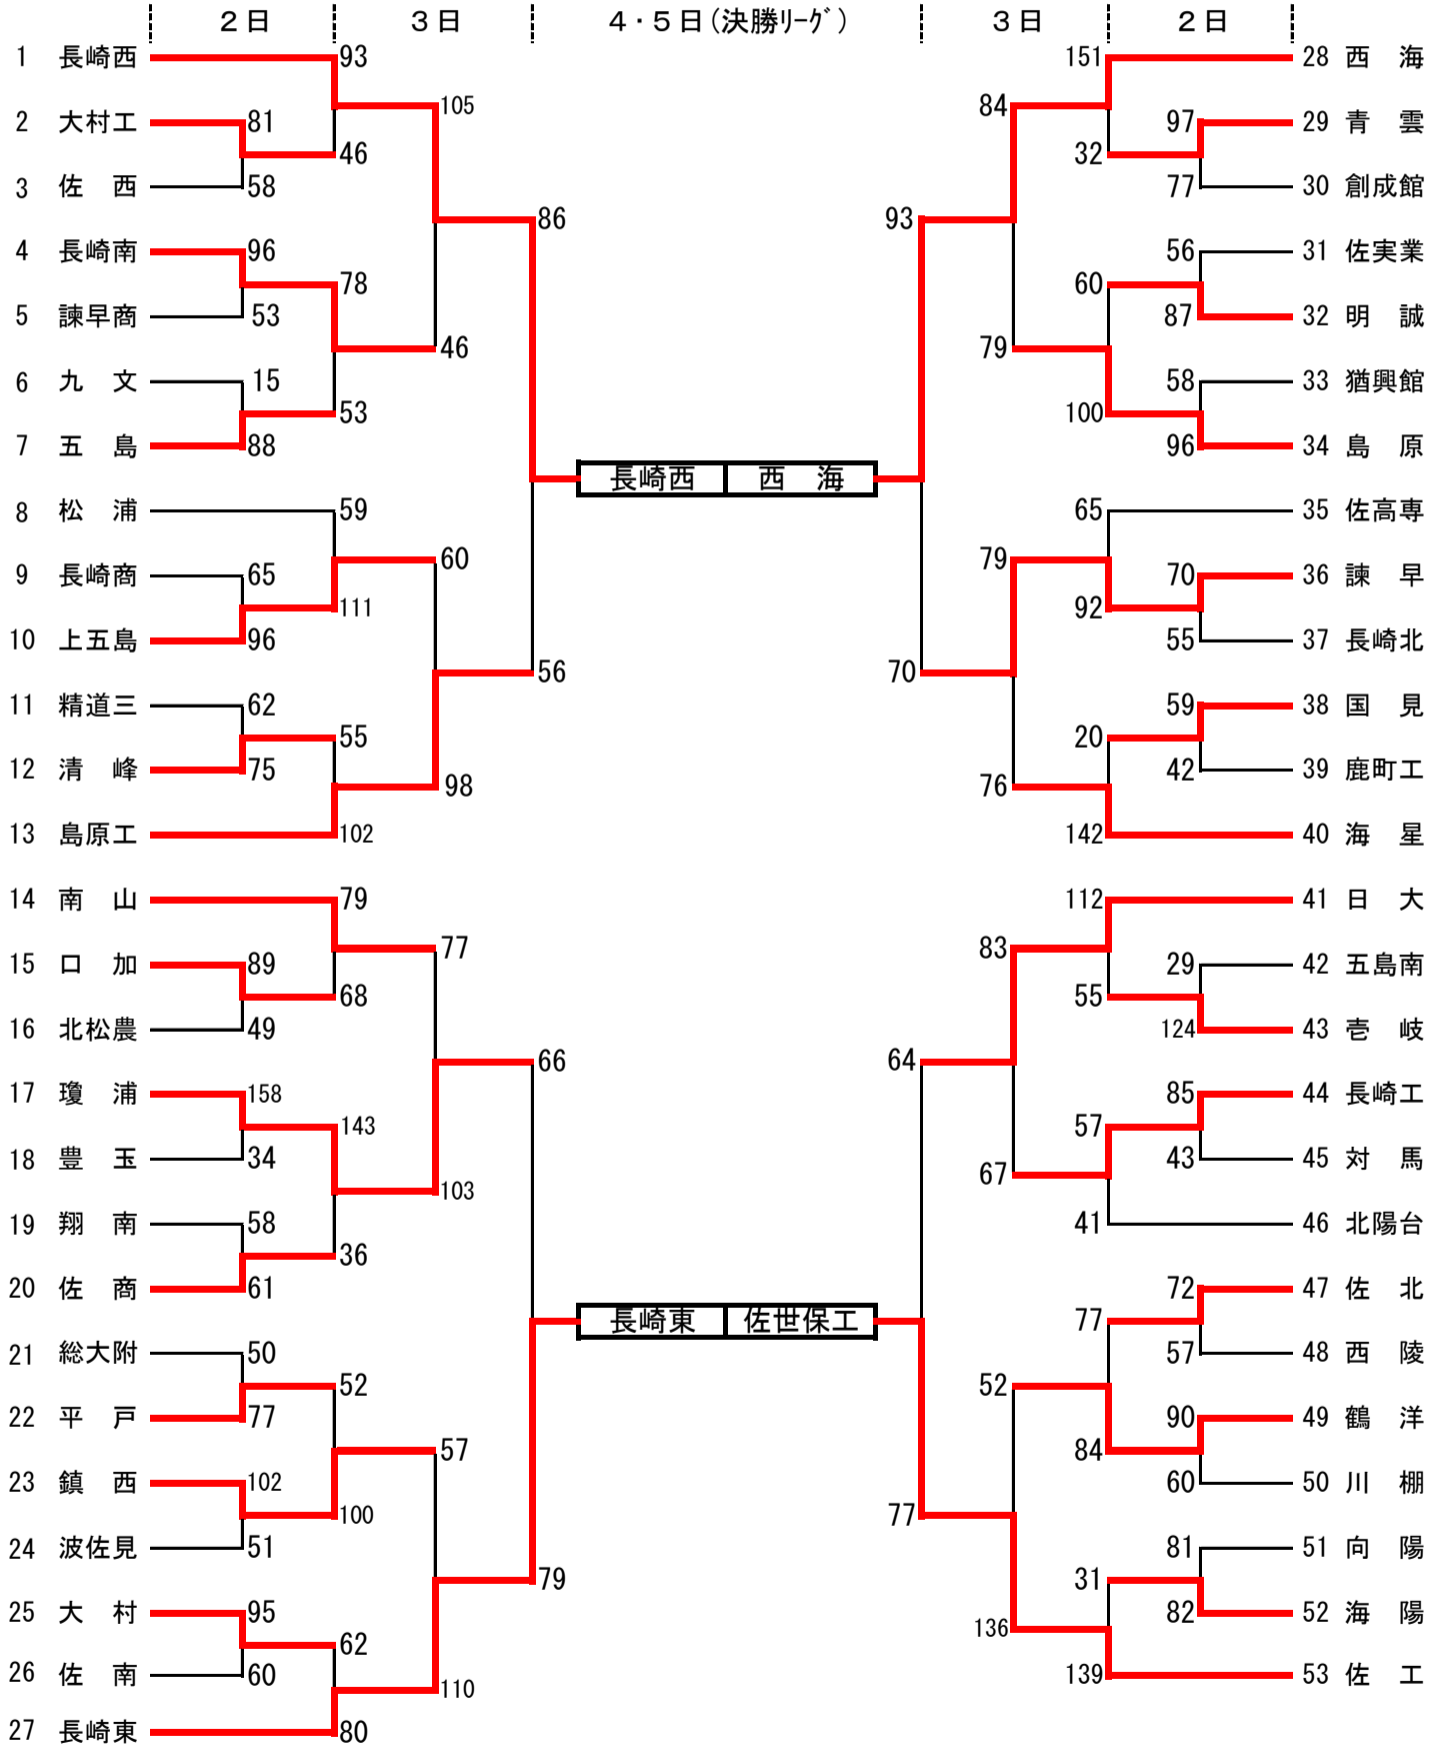 2日 3日 4・5日(決勝ﾘｰｸﾞ) 3日 2日
1 長崎西 93 151 28 西 海
105 84
2 大村工 81 97 29 青 雲
46 32
3 佐 西 58 77 30 創成館
86 93
4 長崎南 96 56 31 佐実業
78 60
5 諫早商 53 87 32 明 誠
46 79
6 九 文 15 58 33 猶興館
53 100
7 五 島 88 96 34 島 原
長崎西 西 海
8 松 浦 59 65 35 佐高専
60 79
9 長崎商 65 70 36 諫 早
111 92
10 上五島 96 55 37 長崎北
56 70
11 精道三 62 59 38 国 見
55 20
12 清 峰 75 42 39 鹿町工
98 76
13 島原工 102 142 40 海 星
14 南 山 79 112 41 日 大
77 83
15 口 加 89 29 42 五島南
68 55
16 北松農 49 124 43 壱 岐
66 64
17 瓊 浦 158 85 44 長崎工
143 57
18 豊 玉 34 43 45 対 馬
103 67
19 翔 南 58 41 46 北陽台
36
20 佐 商 61 72 47 佐 北
長崎東 佐世保工 77
21 総大附 50 57 48 西 陵
52 52
22 平 戸 77 90 49 鶴 洋
57 84
23 鎮 西 102 60 50 川 棚
100 77
24 波佐見 51 81 51 向 陽
79 31
25 大 村 95 82 52 海 陽
62 136
26 佐 南 60 139 53 佐 工
110
27 長崎東 80